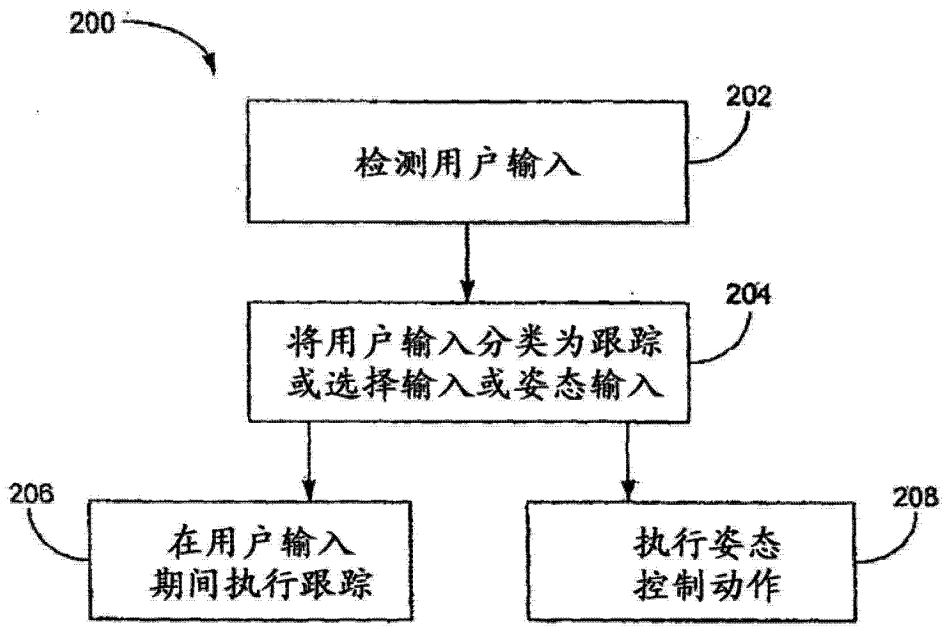 200
202
检测用户输入
204
将用户输入分类为跟踪
或选择输入或姿态输入
206
在用户输入
期间执行跟踪
208
执行姿态
控制动作